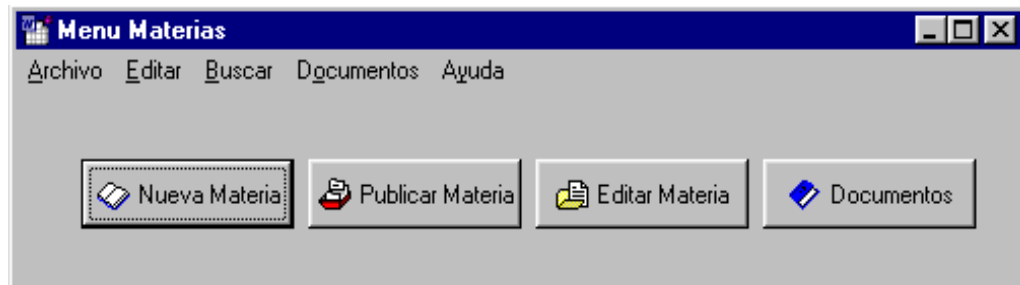 Menu Materias
Archivo Editar Buscar Documentos Ayuda
Nueva Materia Publicar Materia Editar Materia Documentos